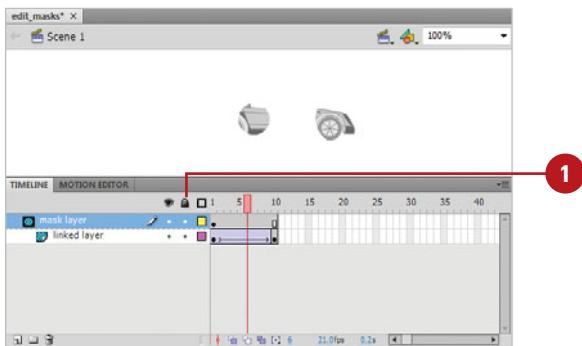 edit_masks* ×
Scene 1 100%
1
TIMELINE MOTION EDITOR
1 5 10 15 20 25 30 35 40
mask layer
linked layer
6 21.0fps 0.2s